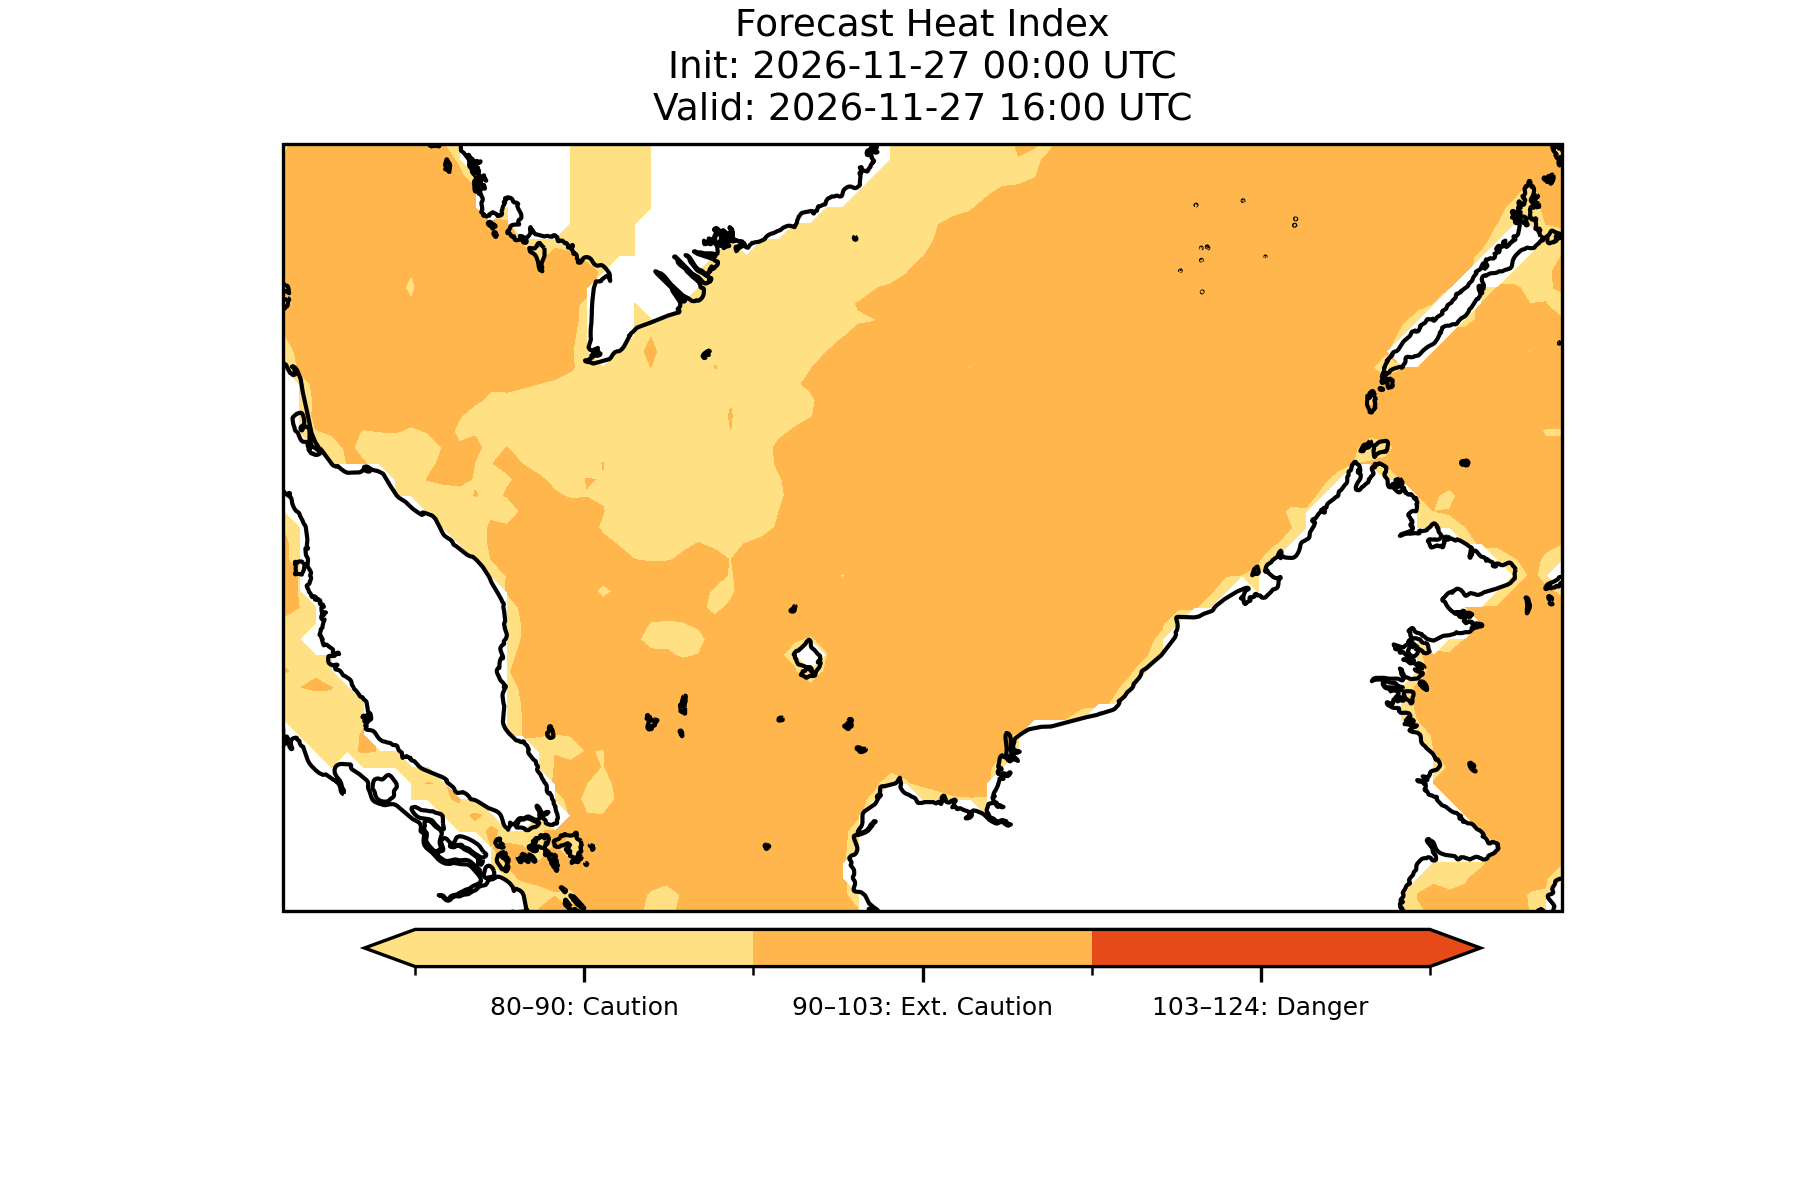 Forecast Heat Index
Init: 2026-11-27 00:00 UTC
Valid: 2026-11-27 16:00 UTC
80–90: Caution
90–103: Ext. Caution
103–124: Danger